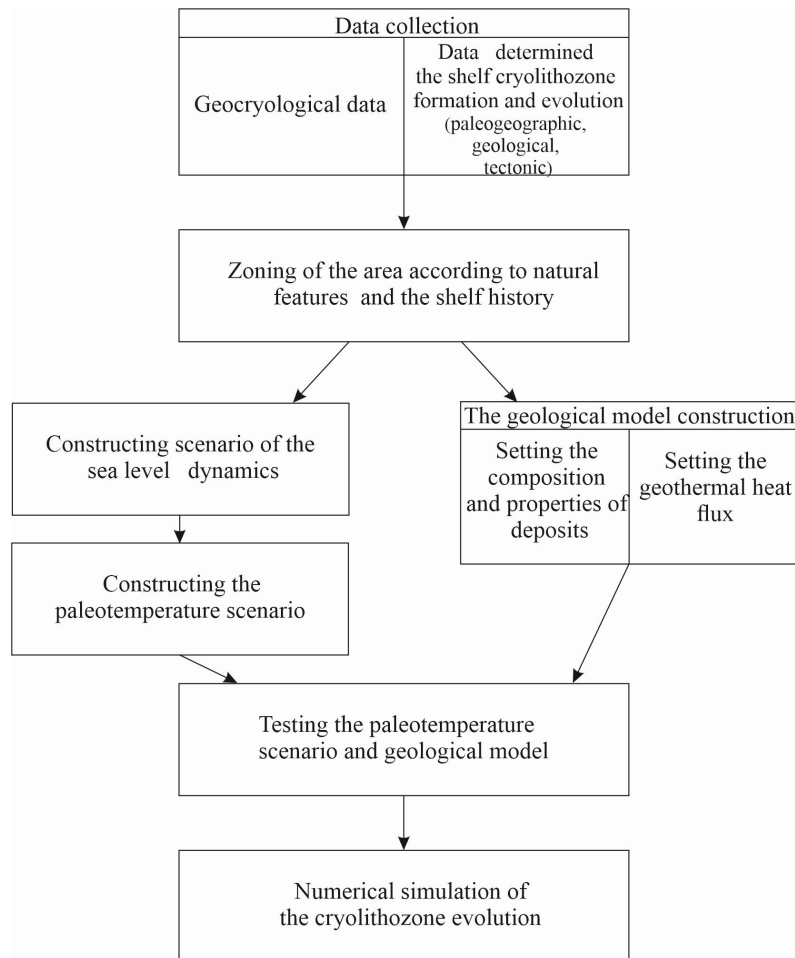 Data collection
Geocryological data
Data determined
the shelf cryolithozone
formation and evolution
(paleogeographic,
geological,
tectonic)
Zoning of the area according to natural
features and the shelf history
Constructing scenario of the
sea level dynamics
Constructing the
paleotemperature scenario
The geological model construction
Setting the
composition
and properties of
deposits
Setting the
geothermal heat
flux
Testing the paleotemperature
scenario and geological model
Numerical simulation of
the cryolithozone evolution